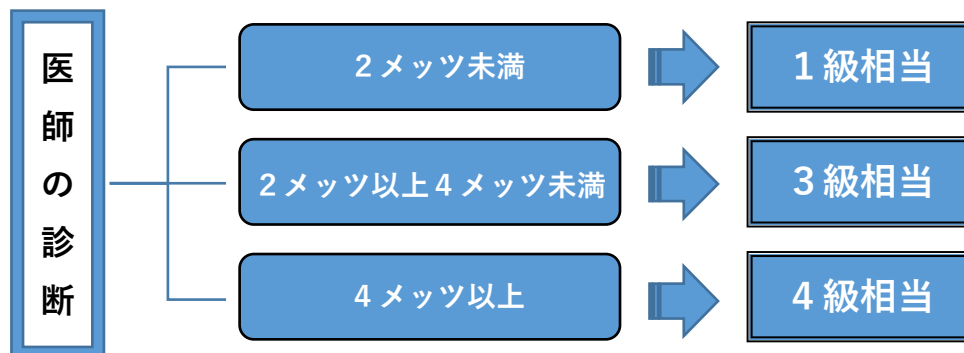 医師の診断
２メッツ未満
１級相当
２メッツ以上４メッツ未満
３級相当
４メッツ以上
４級相当